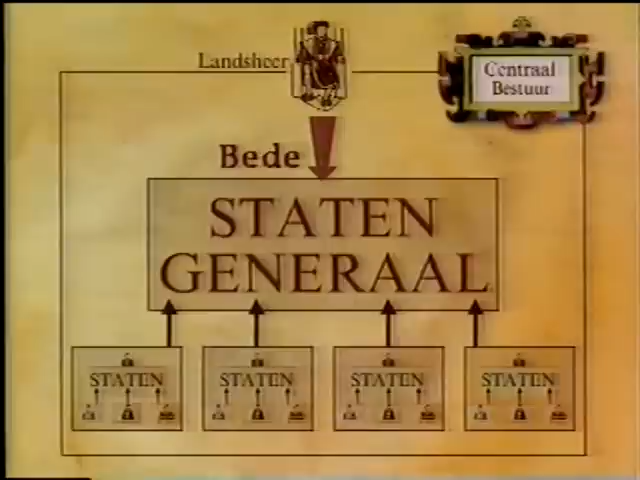 Landsheer
Centraal
Bestuur
Bede
STATEN
GENERAAL
STATEN
STATEN
STATEN
STATEN